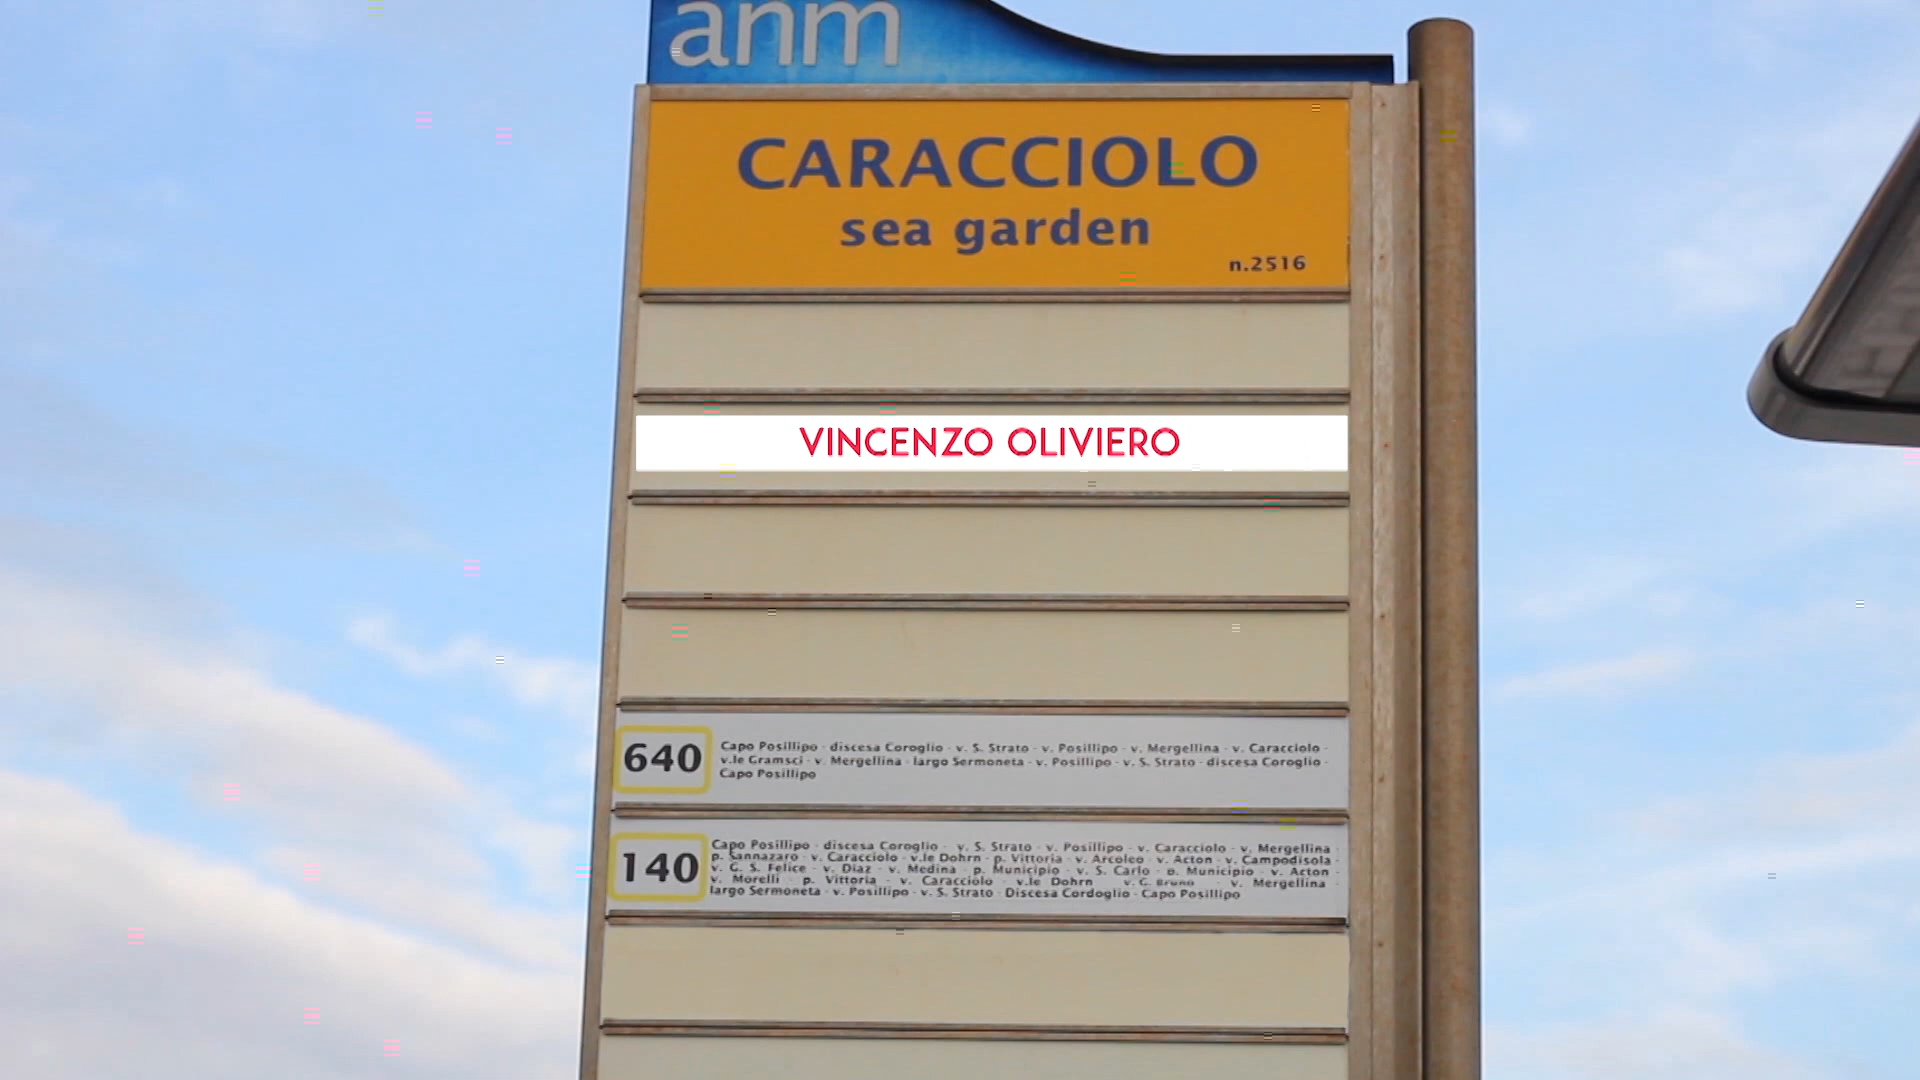 anm
CARACCIOLO
sea garden
n.2516
VINCENZO OLIVIERO
640
Capo Posillipo - discesa Coroglio - v. S. Strato - v. Posillipo - v. Mergellina - v. Caracciolo -
v.le Gramsci - v. Mergellina - largo Sermoneta - v. Posillipo - v. S. Strato - discesa Coroglio -
Capo Posillipo
140
Capo Posillipo - discesa Coroglio - v. S. Strato - v. Posillipo - v. Caracciolo - v. Mergellina -
p. Sannazaro - v. Caracciolo - v.le Dohrn - p. Vittoria - v. Arcoleo - v. Acton - v. Campodisola -
v. G. S. Felice - v. Diaz - v. Medina - p. Municipio - v. S. Carlo - p. Municipio - v. Acton -
v. Morelli - p. Vittoria - v. Caracciolo - v.le Dohrn - v. G. Bruno - v. Mergellina -
largo Sermoneta - v. Posillipo - v. S. Strato - Discesa Cordoglio - Capo Posillipo